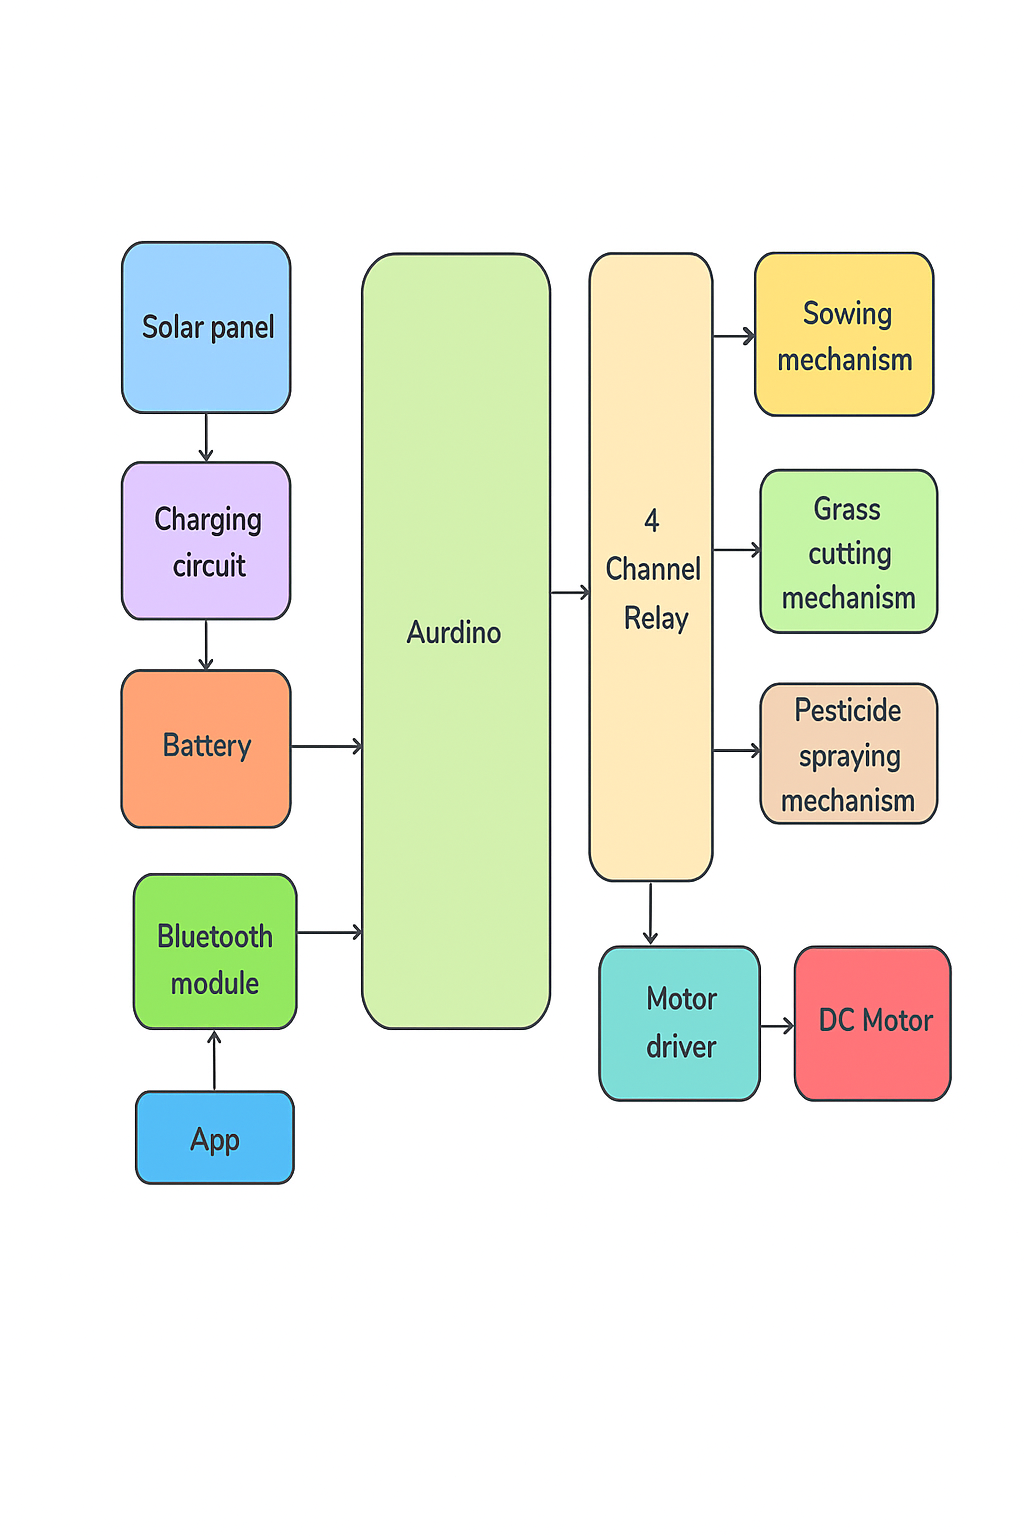 Solar panel
Charging
circuit
Battery
Bluetooth
module
App
Aurdino
4
Channel
Relay
Sowing
mechanism
Grass
cutting
mechanism
Pesticide
spraying
mechanism
Motor
driver
DC Motor